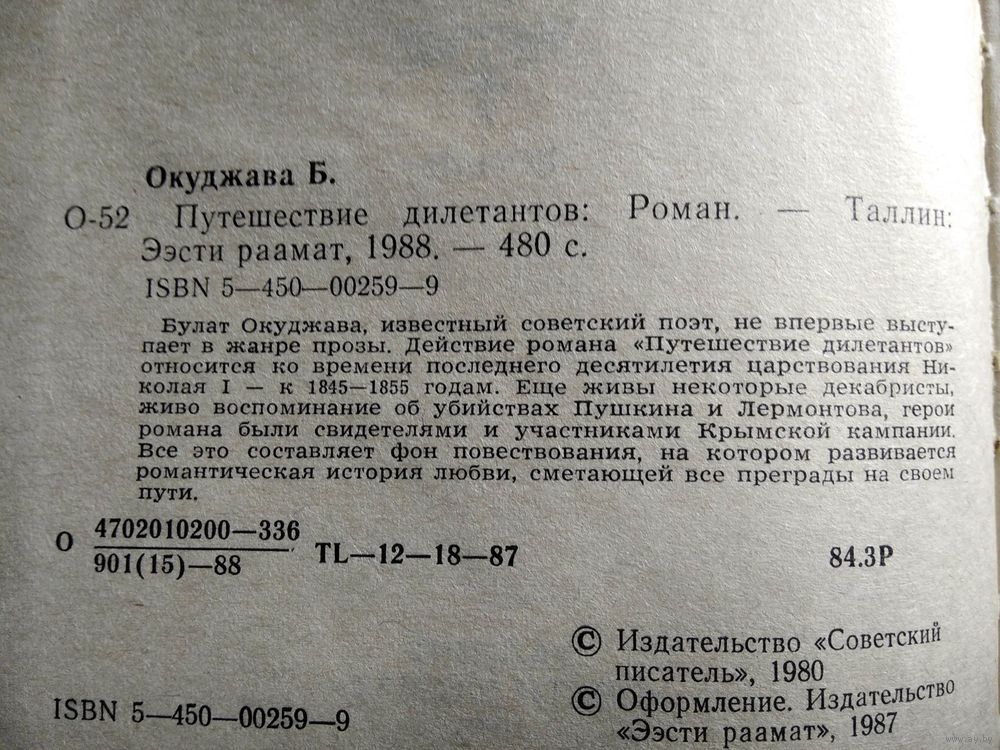 Окуджава Б.
О-52 Путешествие дилетантов: Роман. — Таллин:
Ээсти раамат, 1988. — 480 с.
ISBN 5—450—00259—9
Булат Окуджава, известный советский поэт, не впервые высту-
пает в жанре прозы. Действие романа «Путешествие дилетантов»
относится ко времени последнего десятилетия царствования Ни-
колая I — к 1845—1855 годам. Еще живы некоторые декабристы,
живо воспоминание об убийствах Пушкина и Лермонтова, герои
романа были свидетелями и участниками Крымской кампании.
Все это составляет фон повествования, на котором развивается
романтическая история любви, сметающей все преграды на своем
пути.
О 4702010200—336
901(15)—88 TL—12—18—87 84.3Р
© Издательство «Советский
писатель», 1980
© Оформление. Издательство
«Ээсти раамат», 1987
ISBN 5—450—00259—9
www.ay.by